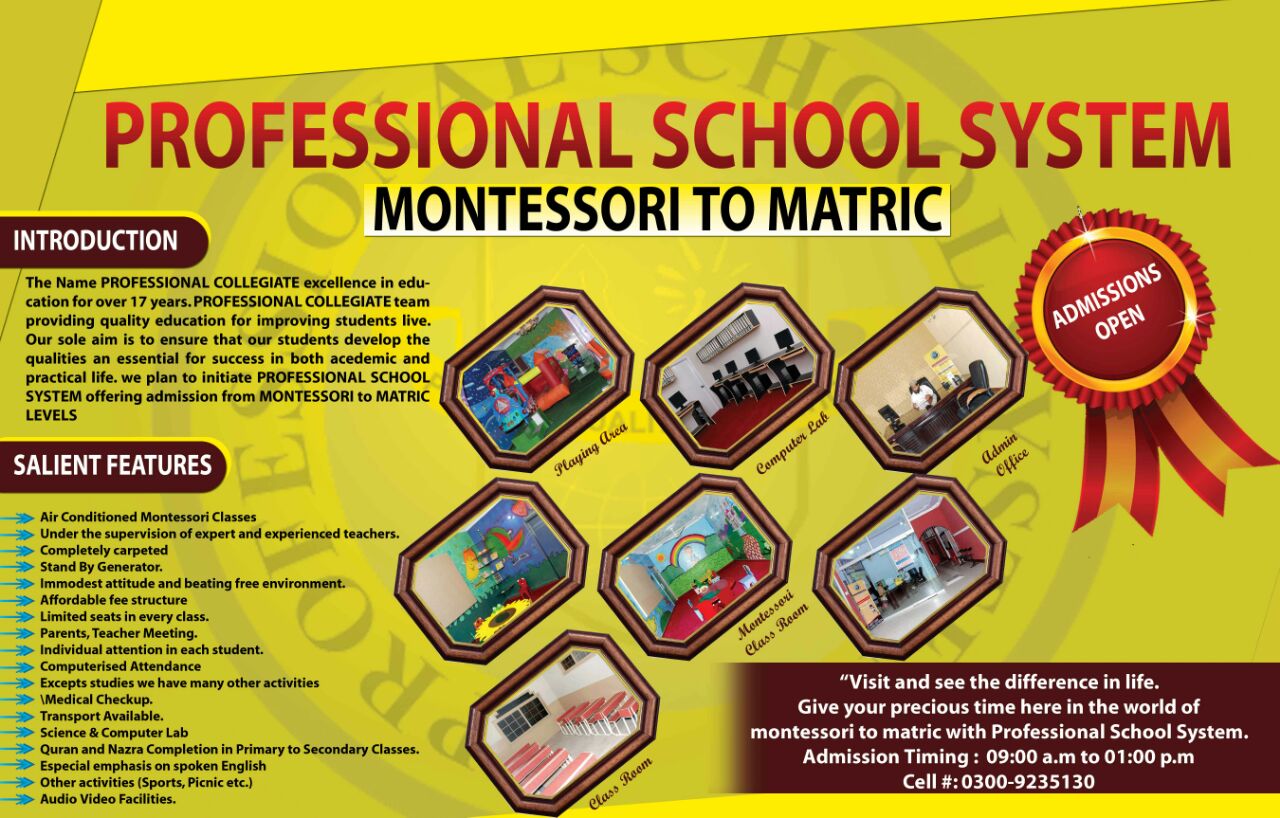 PROFESSIONAL SCHOOL SYSTEM
MONTESSORI TO MATRIC
INTRODUCTION
The Name PROFESSIONAL COLLEGIATE excellence in edu-
cation for over 17 years. PROFESSIONAL COLLEGIATE team
providing quality education for improving students live.
Our sole aim is to ensure that our students develop the
qualities an essential for success in both acedemic and
practical life. we plan to initiate PROFESSIONAL SCHOOL
SYSTEM offering admission from MONTESSORI to MATRIC
LEVELS
ADMISSIONS
OPEN
Playing Area
Computer Lab
Admin
Office
SALIENT FEATURES
Air Conditioned Montessori Classes
Under the supervision of expert and experienced teachers.
Completely carpeted
Stand By Generator.
Immodest attitude and beating free environment.
Affordable fee structure
Limited seats in every class.
Parents, Teacher Meeting.
Individual attention in each student.
Computerised Attendance
Excepts studies we have many other activities
\Medical Checkup.
Transport Available.
Science & Computer Lab
Quran and Nazra Completion in Primary to Secondary Classes.
Especial emphasis on spoken English
Other activities (Sports, Picnic etc.)
Audio Video Facilities.
Montessori
Class Room
Class Room
“Visit and see the difference in life.
Give your precious time here in the world of
montessori to matric with Professional School System.
Admission Timing : 09:00 a.m to 01:00 p.m
Cell #: 0300-9235130
PROFESSIONAL SCHOOL SYSTEM